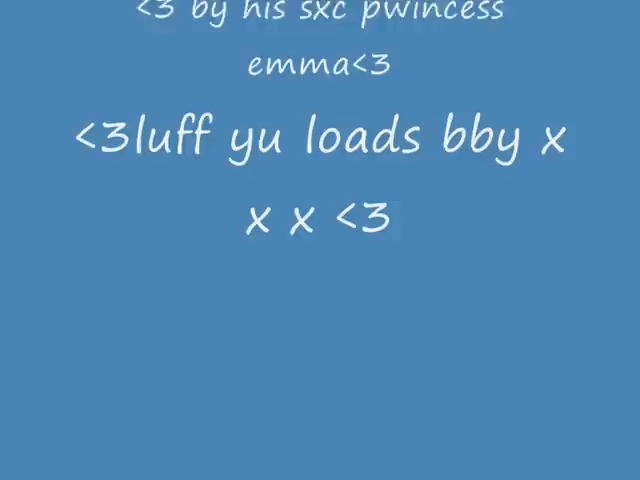 <3 by his sxc pwincess
emma<3
<3luff yu loads bby x
x x <3